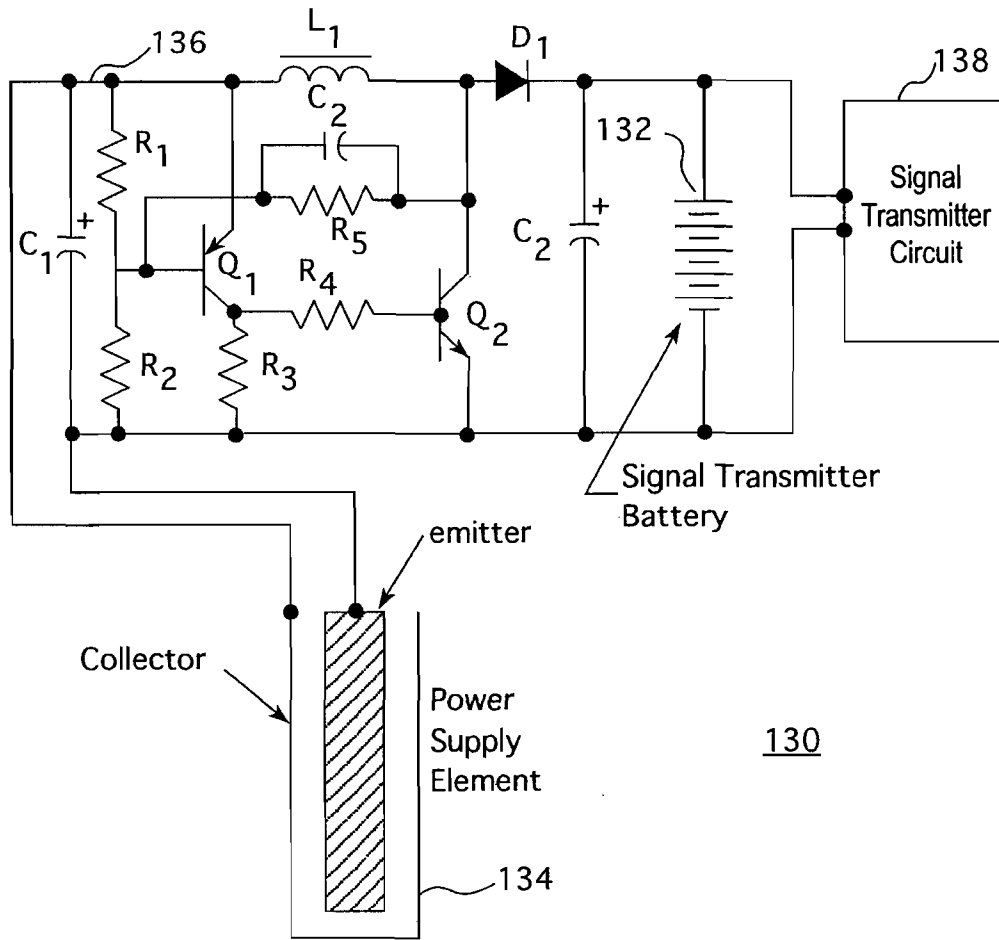 L1
D1
136
138
C2
R1
132
Signal
Transmitter
Circuit
+
+
R5
C1
C2
Q1
R4
Q2
R2
R3
Signal Transmitter
Battery
emitter
Collector
Power
Supply
Element
130
134